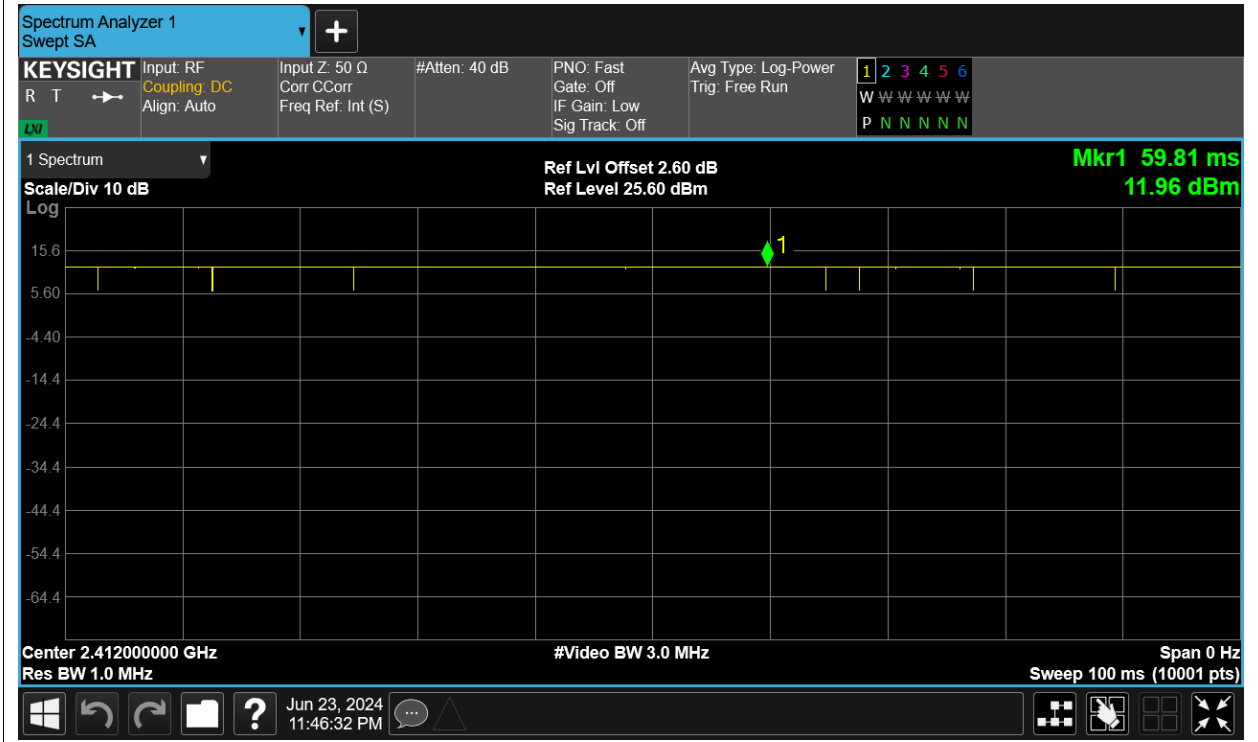 Spectrum Analyzer 1
Swept SA
KEYSIGHT
R T
LXI
Input: RF
Coupling: DC
Align: Auto
Input Z: 50 Ω
Corr CCorr
Freq Ref: Int (S)
#Atten: 40 dB
PNO: Fast
Gate: Off
IF Gain: Low
Sig Track: Off
Avg Type: Log-Power
Trig: Free Run
1 2 3 4 5 6
W W W W W W
P N N N N N
1 Spectrum
Scale/Div 10 dB
Log
Ref Lvl Offset 2.60 dB
Ref Level 25.60 dBm
Mkr1 59.81 ms
11.96 dBm
1
15.6
5.60
-4.40
-14.4
-24.4
-34.4
-44.4
-54.4
-64.4
Center 2.412000000 GHz
#Video BW 3.0 MHz
Span 0 Hz
Res BW 1.0 MHz
Sweep 100 ms (10001 pts)
?
Jun 23, 2024
11:46:32 PM